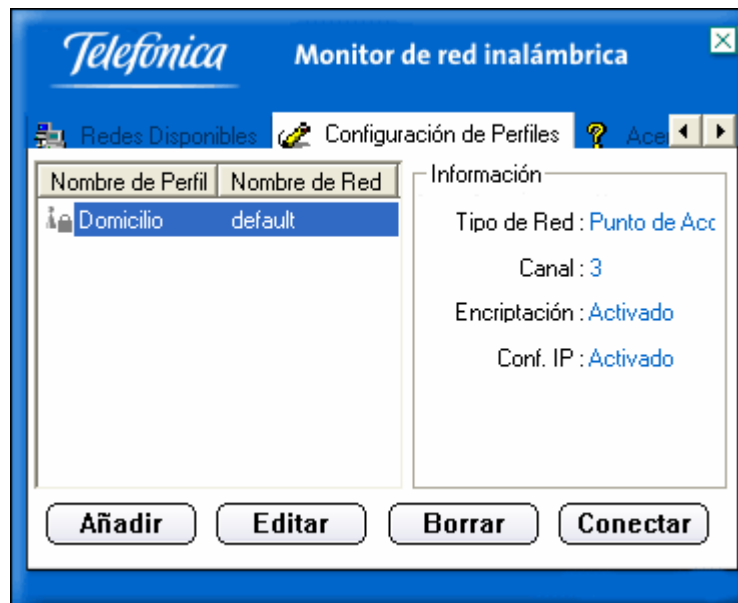 Telefónica
Monitor de red inalámbrica
Redes Disponibles
Configuración de Perfiles
Ace
Nombre de Perfil
Nombre de Red
Domicilio
default
Información
Tipo de Red : Punto de Acc
Canal : 3
Encriptación : Activado
Conf. IP : Activado
Añadir
Editar
Borrar
Conectar